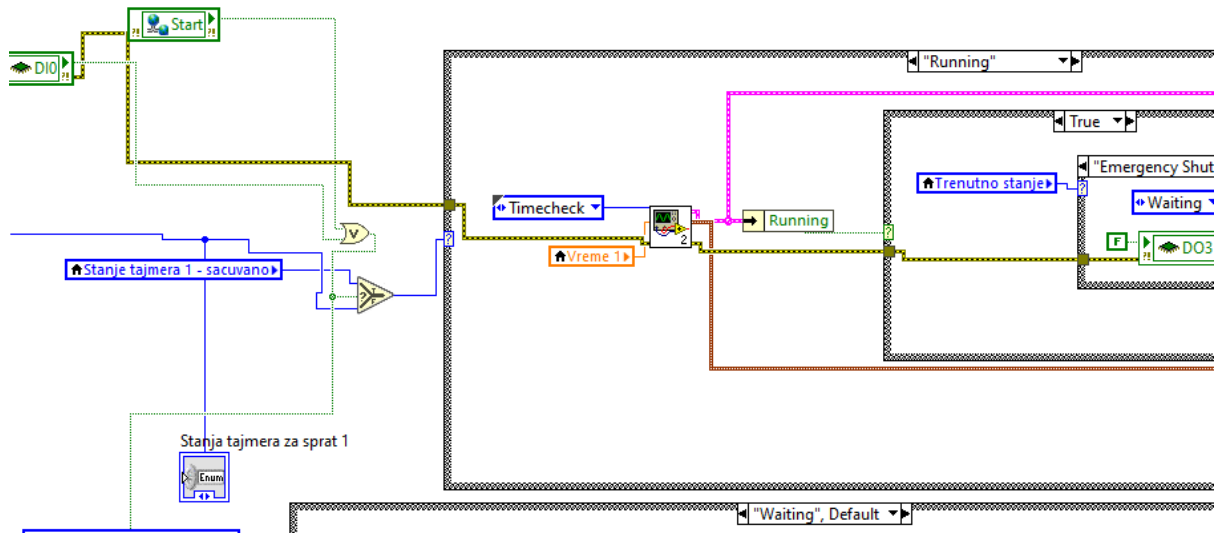 Start
DI0
"Running"
True
"Emergency Shut
Trenutno stanje
Timecheck
Waiting
2
Running
V
F
DO3
Vreme 1
Stanje tajmera 1 - sacuvano
?
T
F
Stanja tajmera za sprat 1
Enum
"Waiting", Default